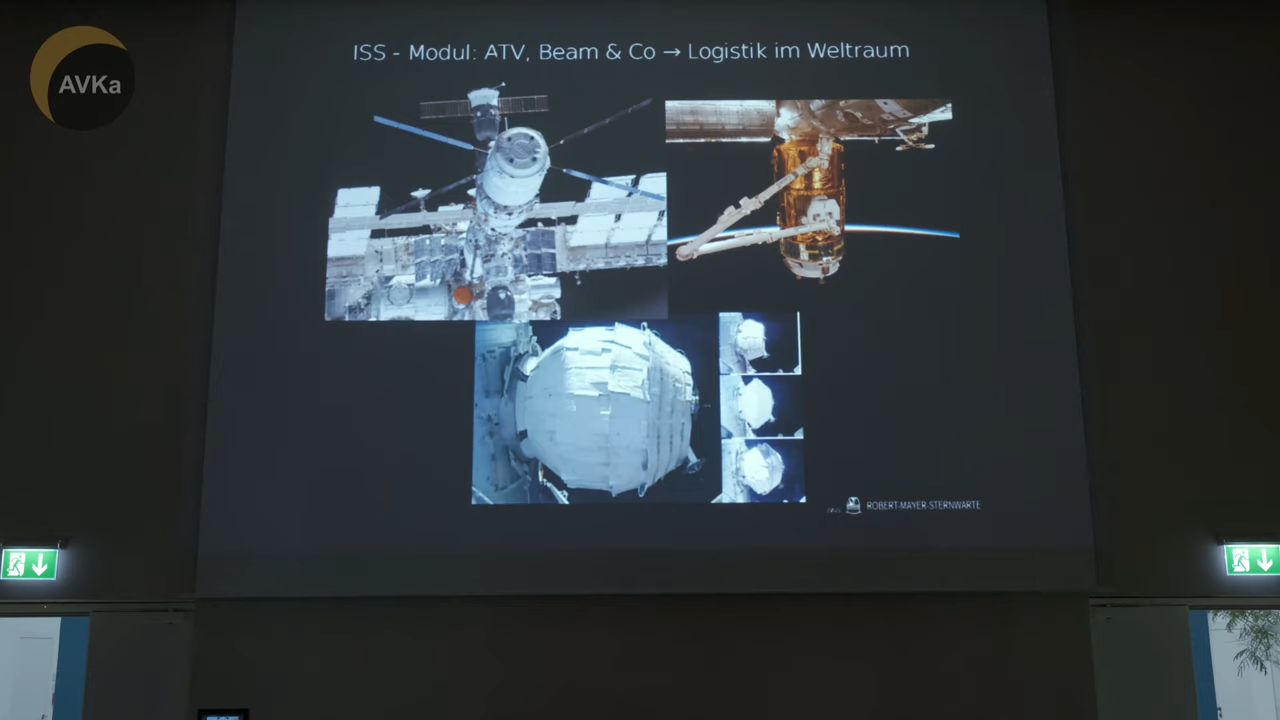 AVKa
ISS - Modul: ATV, Beam & Co → Logistik im Weltraum
ROBERT-MAYER-STERNWARTE